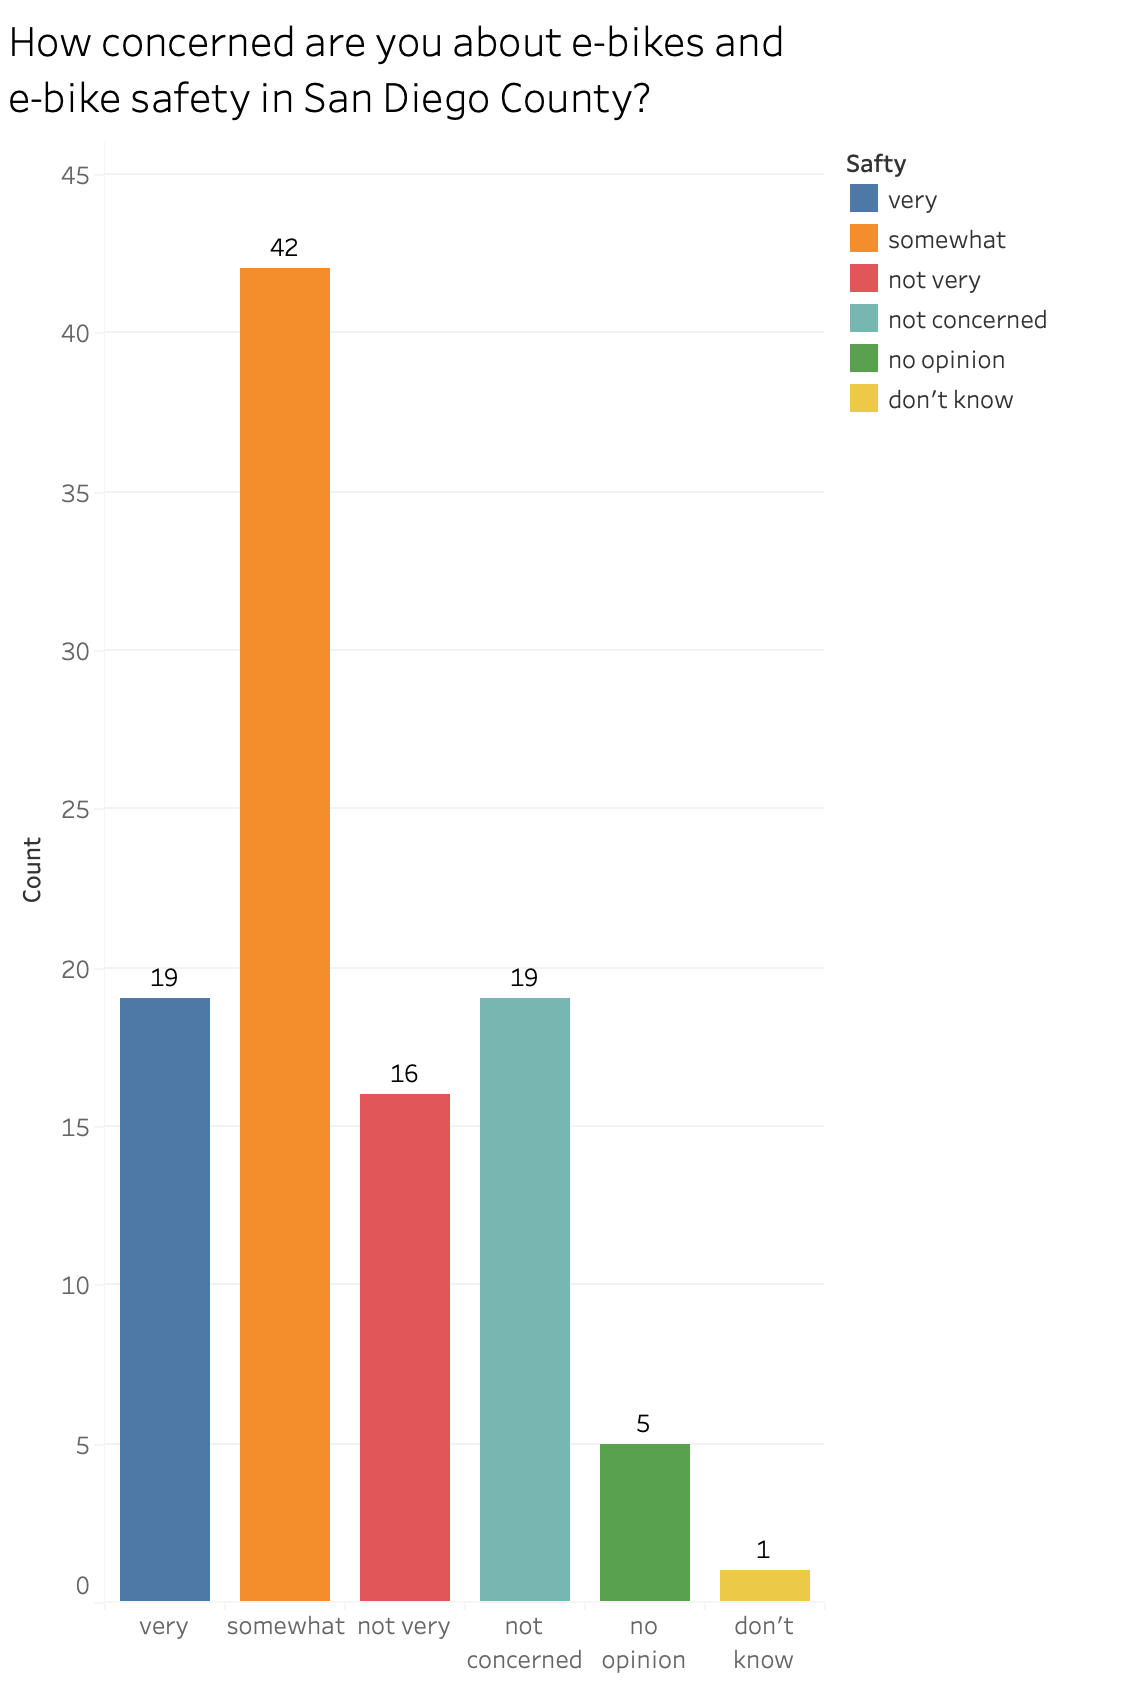 How concerned are you about e-bikes and
e-bike safety in San Diego County?
Safty
very
somewhat
not very
not concerned
no opinion
don't know
45
40
35
30
25
20
15
10
5
0
Count
19
42
16
19
5
1
very
somewhat
not very
not
concerned
no
opinion
don't
know